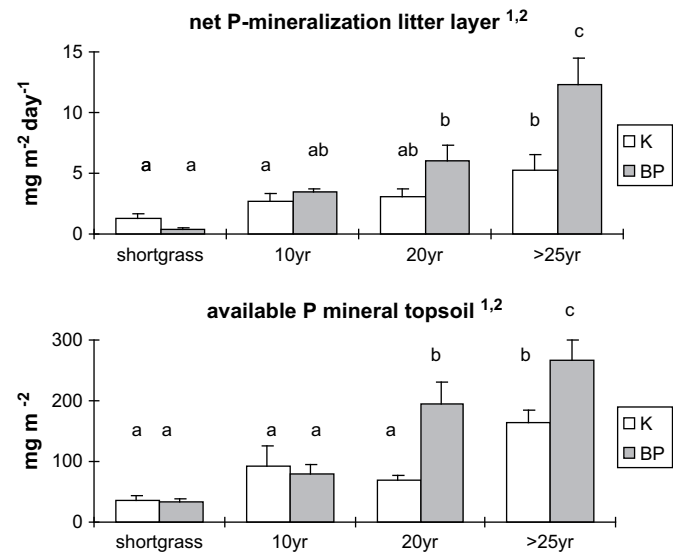 net P-mineralization litter layer 1,2
mg m-2 day-1
15
10
5
0
a a a ab ab b b c
shortgrass 10yr 20yr >25yr
K
BP
available P mineral topsoil 1,2
mg m -2
300
200
100
0
a a a a a b b c
shortgrass 10yr 20yr >25yr
K
BP